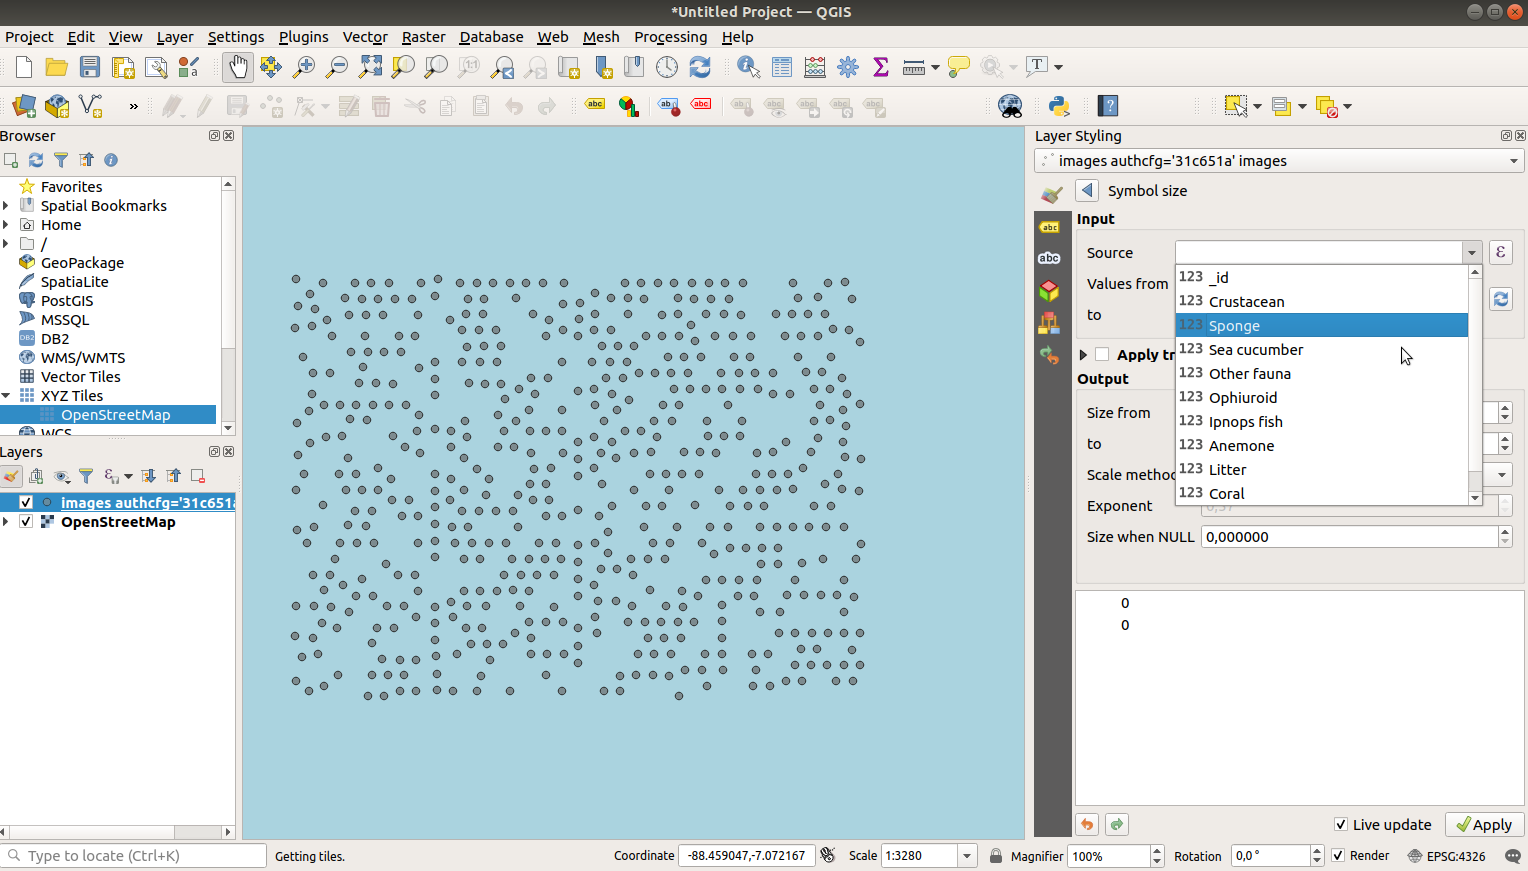 *Untitled Project — QGIS
Project Edit View Layer Settings Plugins Vector Raster Database Web Mesh Processing Help
Browser
Favorites
Spatial Bookmarks
Home
/
GeoPackage
SpatiaLite
PostGIS
MSSQL
DB2
WMS/WMTS
Vector Tiles
XYZ Tiles
OpenStreetMap
WCS
Layers
images authcfg='31c651
OpenStreetMap
Layer Styling
images authcfg='31c651a' images
Symbol size
Input
Source
Values from
to
Apply tr
123 _id
123 Crustacean
123 Sponge
123 Sea cucumber
123 Other fauna
123 Ophiuroid
123 Ipnops fish
123 Anemone
123 Litter
123 Coral
Output
Size from
to
Scale method
Exponent 0,57
Size when NULL 0,000000
0
0
Live update Apply
Type to locate (Ctrl+K) Getting tiles. Coordinate -88.459047,-7.072167 Scale 1:3280 Magnifier 100% Rotation 0,0 ° Render EPSG:4326